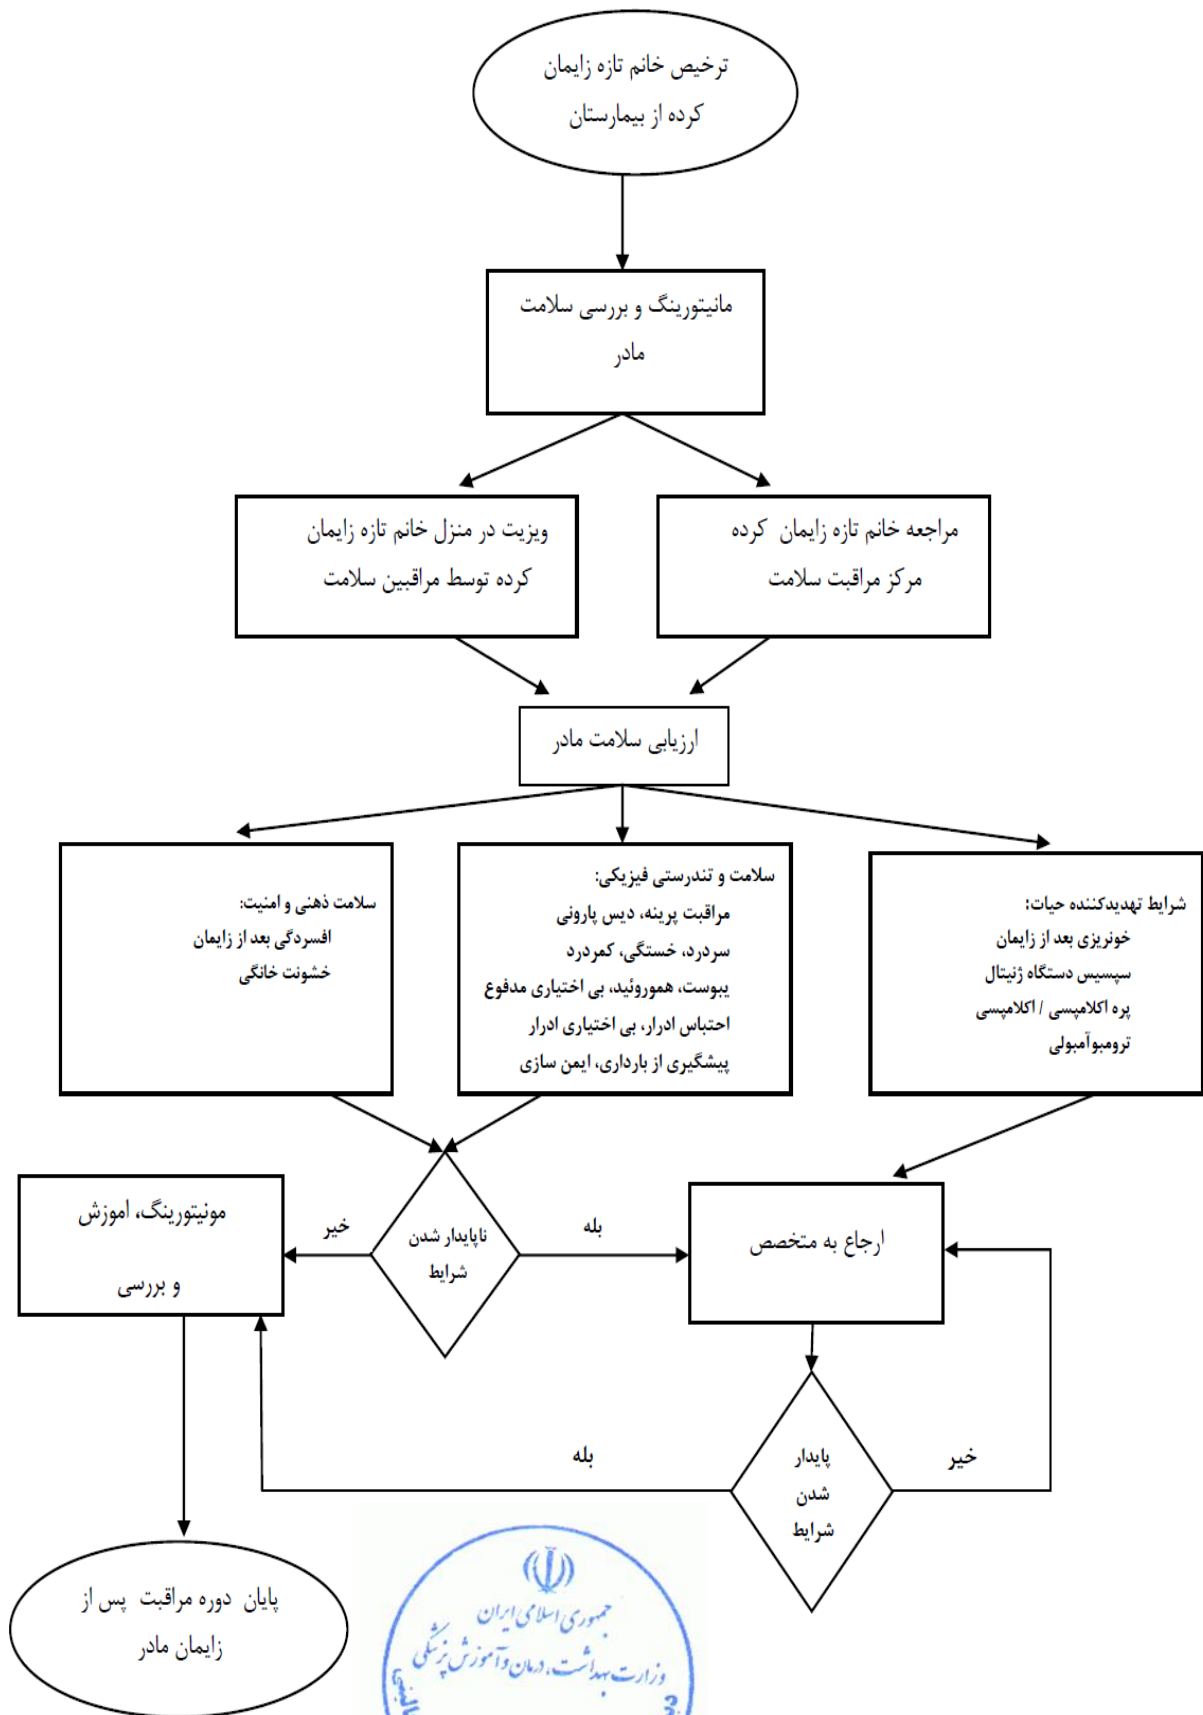 ترخیص خانم تازه زایمان
کرده از بیمارستان
مانیتورینگ و بررسی سلامت
مادر
مراجعه خانم تازه زایمان کرده
مرکز مراقبت سلامت
ویزیت در منزل خانم تازه زایمان
کرده توسط مراقبین سلامت
ارزیابی سلامت مادر
شرایط تهدیدکننده حیات:
خونریزی بعد از زایمان
سپسیس دستگاه ژنیتال
پره اکلامپسی / اکلامپسی
ترومبوآمبولی
سلامت و تندرستی فیزیکی:
مراقبت پرینه، دیس پارونی
سردرد، خستگی، کمردرد
یبوست، هموروئید، بی اختیاری مدفوع
احتباس ادرار، بی اختیاری ادرار
پیشگیری از بارداری، ایمن سازی
سلامت ذهنی و امنیت:
افسردگی بعد از زایمان
خشونت خانگی
ناپایدار شدن
شرایط
بله
خیر
ارجاع به متخصص
مونیتورینگ، اموزش
و بررسی
پایدار
شدن
شرایط
خیر
بله
پایان دوره مراقبت پس از
زایمان مادر
جمهوری اسلامی ایران
وزارت بهداشت، درمان و آموزش پزشکی